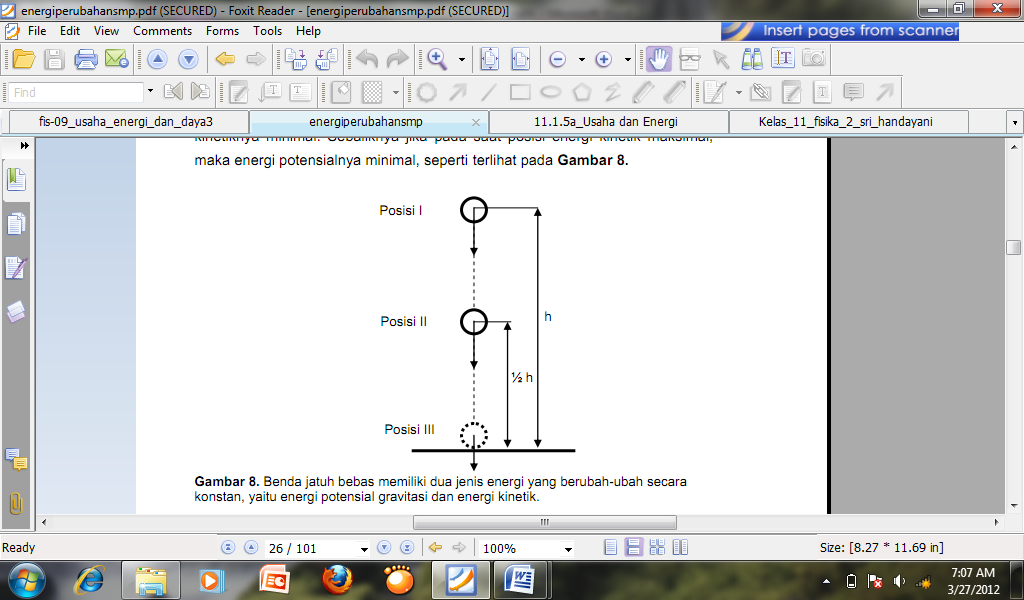 energiperubahansmp.pdf (SECURED) - Foxit Reader - [energiperubahansmp.pdf (SECURED)]
File Edit View Comments Forms Tools Help
Insert pages from scanner
Find
fis-09_usaha_energi_dan_daya3 energiperubahansmp 11.1.5a_Usaha dan Energi Kelas_11_fisika_2_sri_handayani
maka energi potensialnya minimal, seperti terlihat pada Gambar 8.
Posisi I
Posisi II
h
½ h
Posisi III
Gambar 8. Benda jatuh bebas memiliki dua jenis energi yang berubah-ubah secara
konstan, yaitu energi potensial gravitasi dan energi kinetik.
Ready 26 / 101 100% Size: [8.27 * 11.69 in]
7:07 AM
3/27/2012